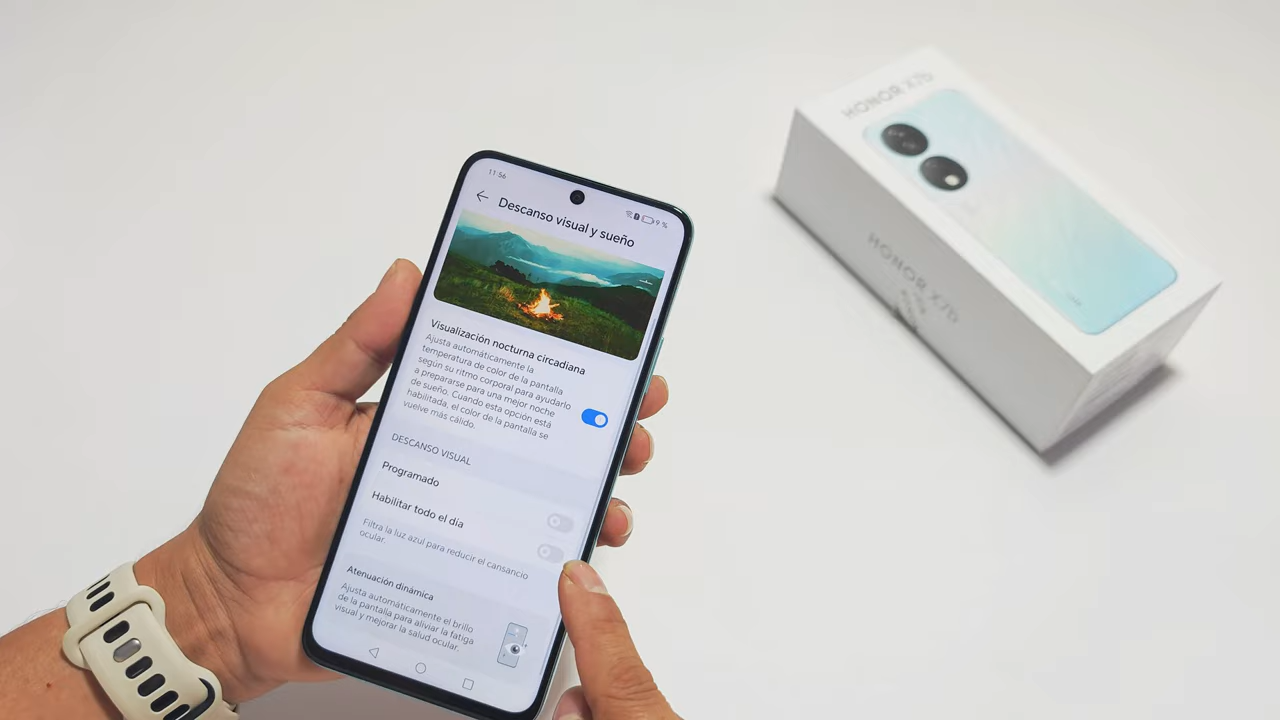 11:56
9 %
Descanso visual y sueño
Visualización nocturna circadiana
Ajusta automáticamente la
temperatura de color de la pantalla
según su ritmo corporal para ayudarlo
a prepararse para una mejor noche
de sueño. Cuando esta opción está
habilitada, el color de la pantalla se
vuelve más cálido.
DESCANSO VISUAL
Programado
Habilitar todo el día
Filtra la luz azul para reducir el cansancio
ocular.
Atenuación dinámica
Ajusta automáticamente el brillo
de la pantalla para aliviar la fatiga
visual y mejorar la salud ocular.
HONOR X7b
HONOR X7b